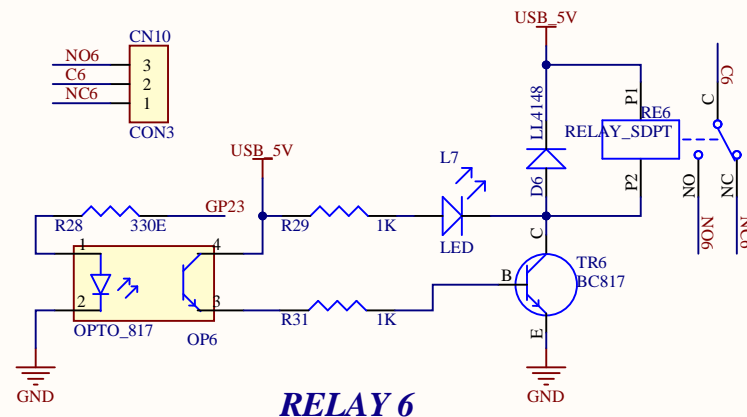 USB_5V
CN10
NO6
3
C6
2
NC6
1
CON3
C6
C
LL4148
P1
RE6
RELAY_SDPT
USB_5V
L7
D6
P2
NO
NC
R28
330E
GP23
R29
1K
LED
NO6
NC6
1
4
C
TR6
BC817
B
2
3
OPTO_817
OP6
R31
1K
E
GND
GND
RELAY 6